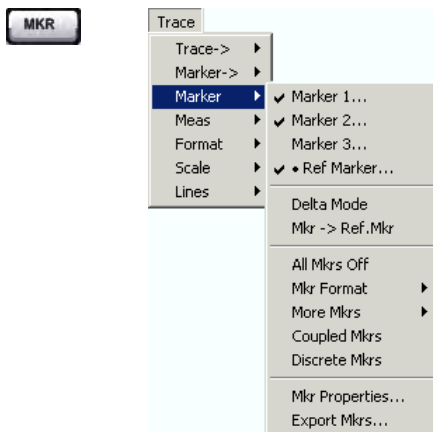 MKR
Trace
Trace->
Marker->
Marker
Meas
Format
Scale
Lines
Marker 1...
Marker 2...
Marker 3...
• Ref Marker...
Delta Mode
Mkr -> Ref.Mkr
All Mkrs Off
Mkr Format
More Mkrs
Coupled Mkrs
Discrete Mkrs
Mkr Properties...
Export Mkrs...